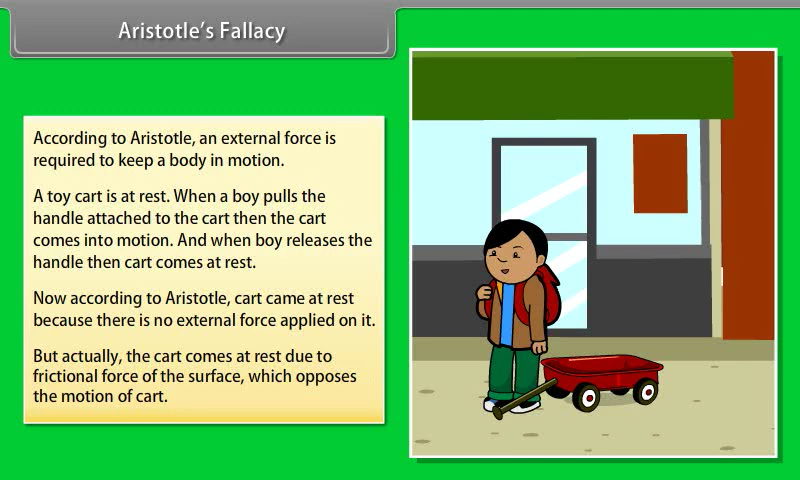 Aristotle's Fallacy
According to Aristotle, an external force is
required to keep a body in motion.
A toy cart is at rest. When a boy pulls the
handle attached to the cart then the cart
comes into motion. And when boy releases the
handle then cart comes at rest.
Now according to Aristotle, cart came at rest
because there is no external force applied on it.
But actually, the cart comes at rest due to
frictional force of the surface, which opposes
the motion of cart.